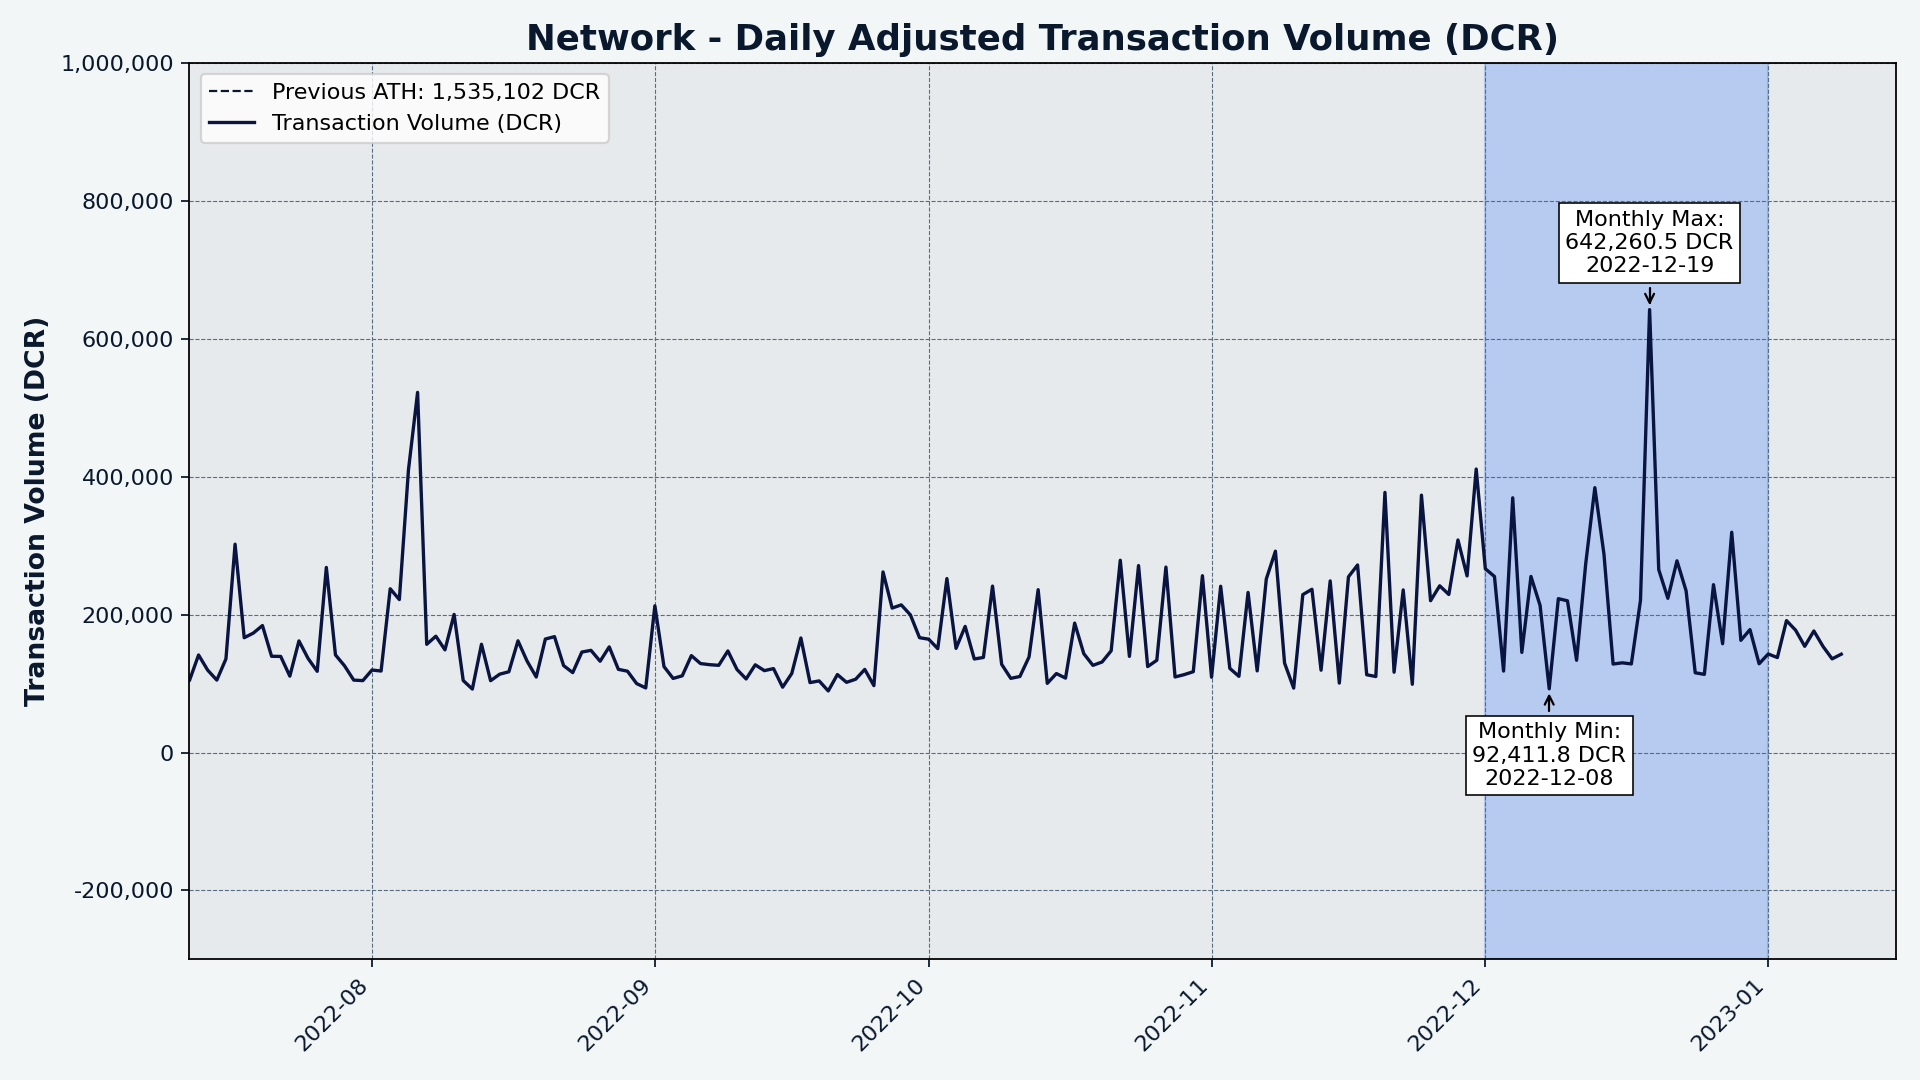 Network - Daily Adjusted Transaction Volume (DCR)
1,000,000
800,000
600,000
400,000
200,000
0
-200,000
Transaction Volume (DCR)
Previous ATH: 1,535,102 DCR
Transaction Volume (DCR)
Monthly Max:
642,260.5 DCR
2022-12-19
Monthly Min:
92,411.8 DCR
2022-12-08
2022-08
2022-09
2022-10
2022-11
2022-12
2023-01